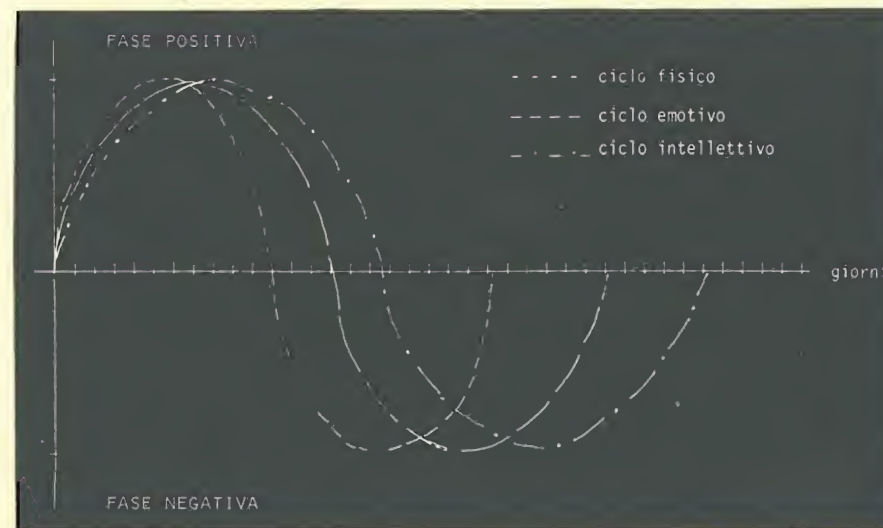 FASE POSITIVA
ciclo fisico
ciclo emotivo
ciclo intellettivo
giorni
FASE NEGATIVA